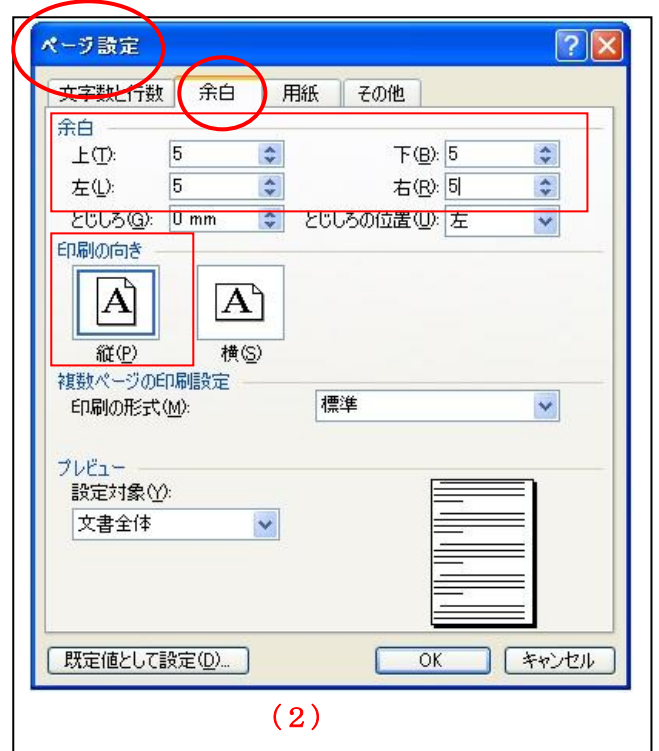 ページ設定
文字数と行数 余白 用紙 その他
余白
上(T): 5 下(B): 5
左(L): 5 右(R): 5
とじしろ(G): 0 mm とじしろの位置(U): 左
印刷の向き
A A
縦(P) 横(S)
複数ページの印刷設定
印刷の形式(M): 標準
プレビュー
設定対象(Y):
文書全体
既定値として設定(D)... OK キャンセル
(2)